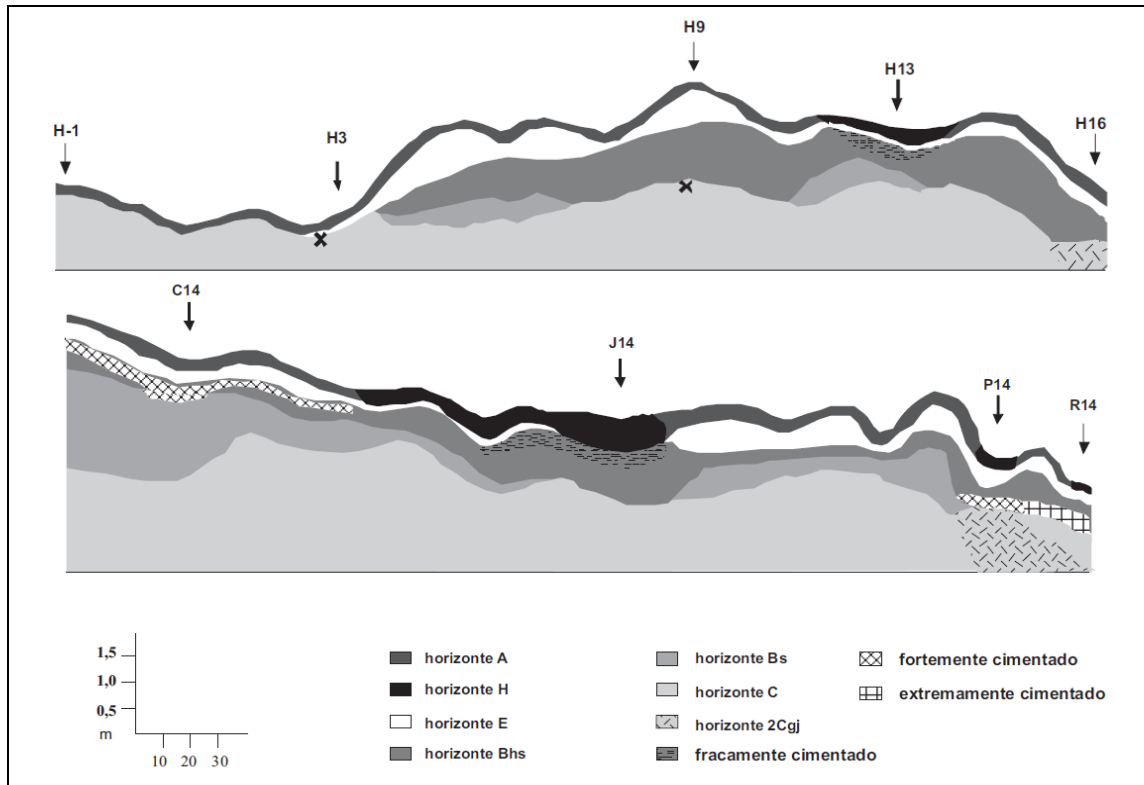 H9
H13
H-1
H3
H16
C14
J14
P14
R14
1,5
1,0
0,5
m
10 20 30
horizonte A
horizonte H
horizonte E
horizonte Bhs
horizonte Bs
horizonte C
horizonte 2Cgj
fracamente cimentado
fortemente cimentado
extremamente cimentado